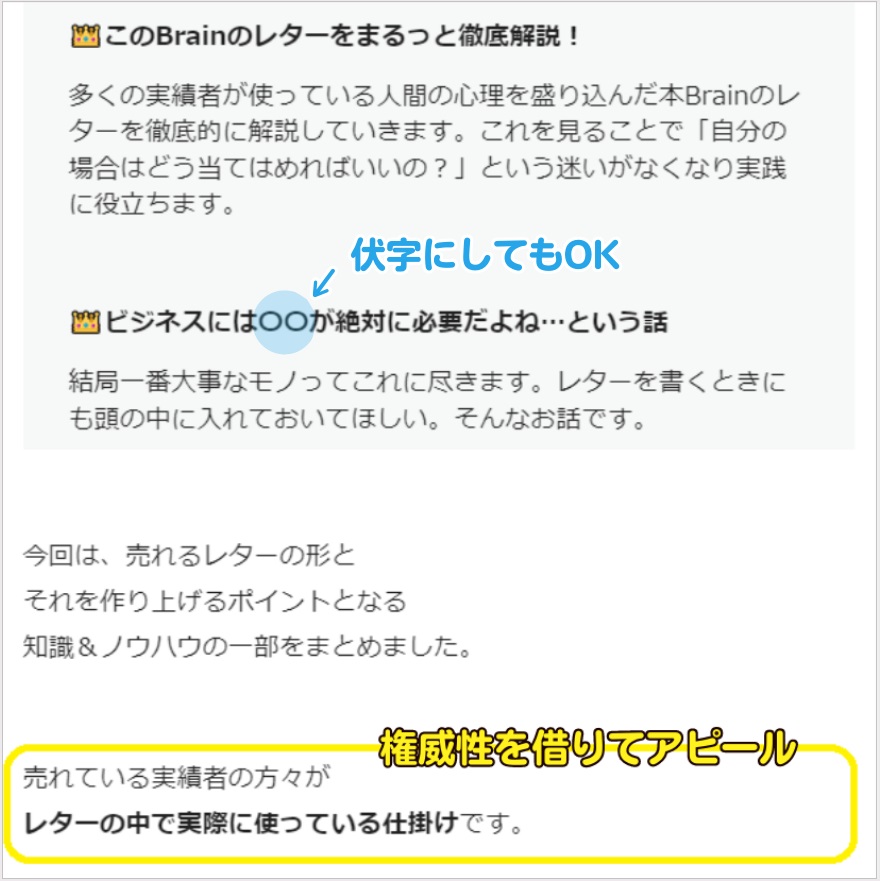 👑このBrainのレターをまるっと徹底解説!
多くの実績者が使っている人間の心理を盛り込んだ本Brainのレ
ターを徹底的に解説していきます。これを見ることで「自分の
場合はどう当てはめればいいの？」という迷いがなくなり実践
に役立ちます。
伏字にしてもOK
👑ビジネスには〇〇が絶対に必要だよね…という話
結局一番大事なモノってこれに尽きます。レターを書くときに
も頭の中に入れておいてほしい。そんなお話です。
今回は、売れるレターの形と
それを作り上げるポイントとなる
知識＆ノウハウの一部をまとめました。
権威性を借りてアピール
売れている実績者の方々が
レターの中で実際に使っている仕掛けです。